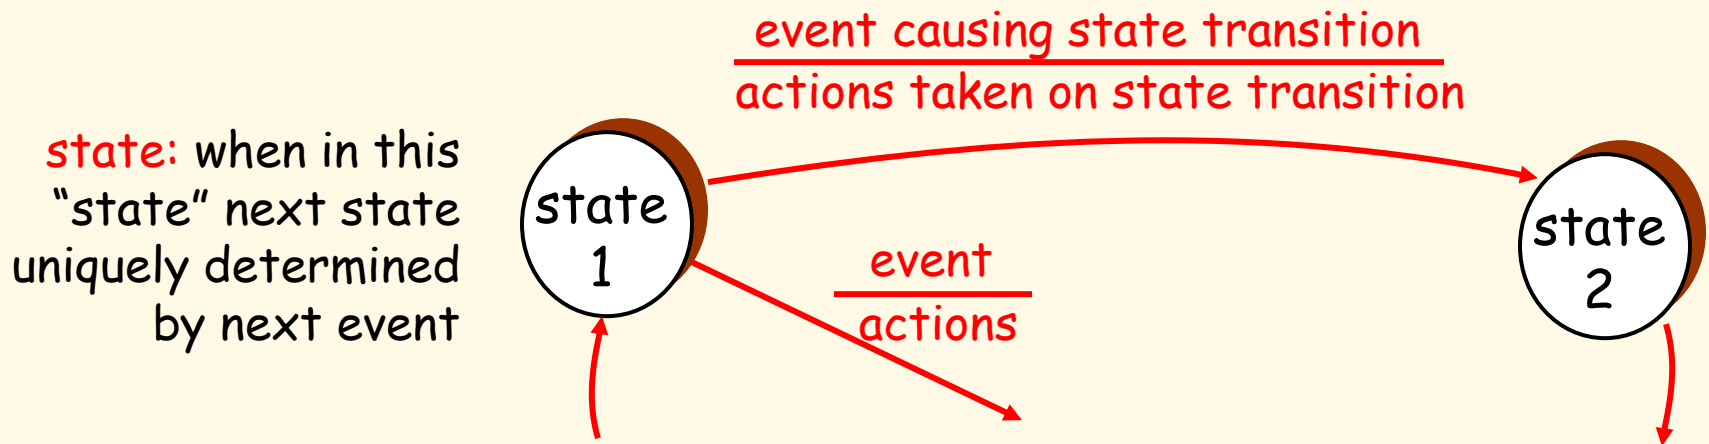 event causing state transition
actions taken on state transition
state: when in this
“state” next state
uniquely determined
by next event
state
1
event
actions
state
2